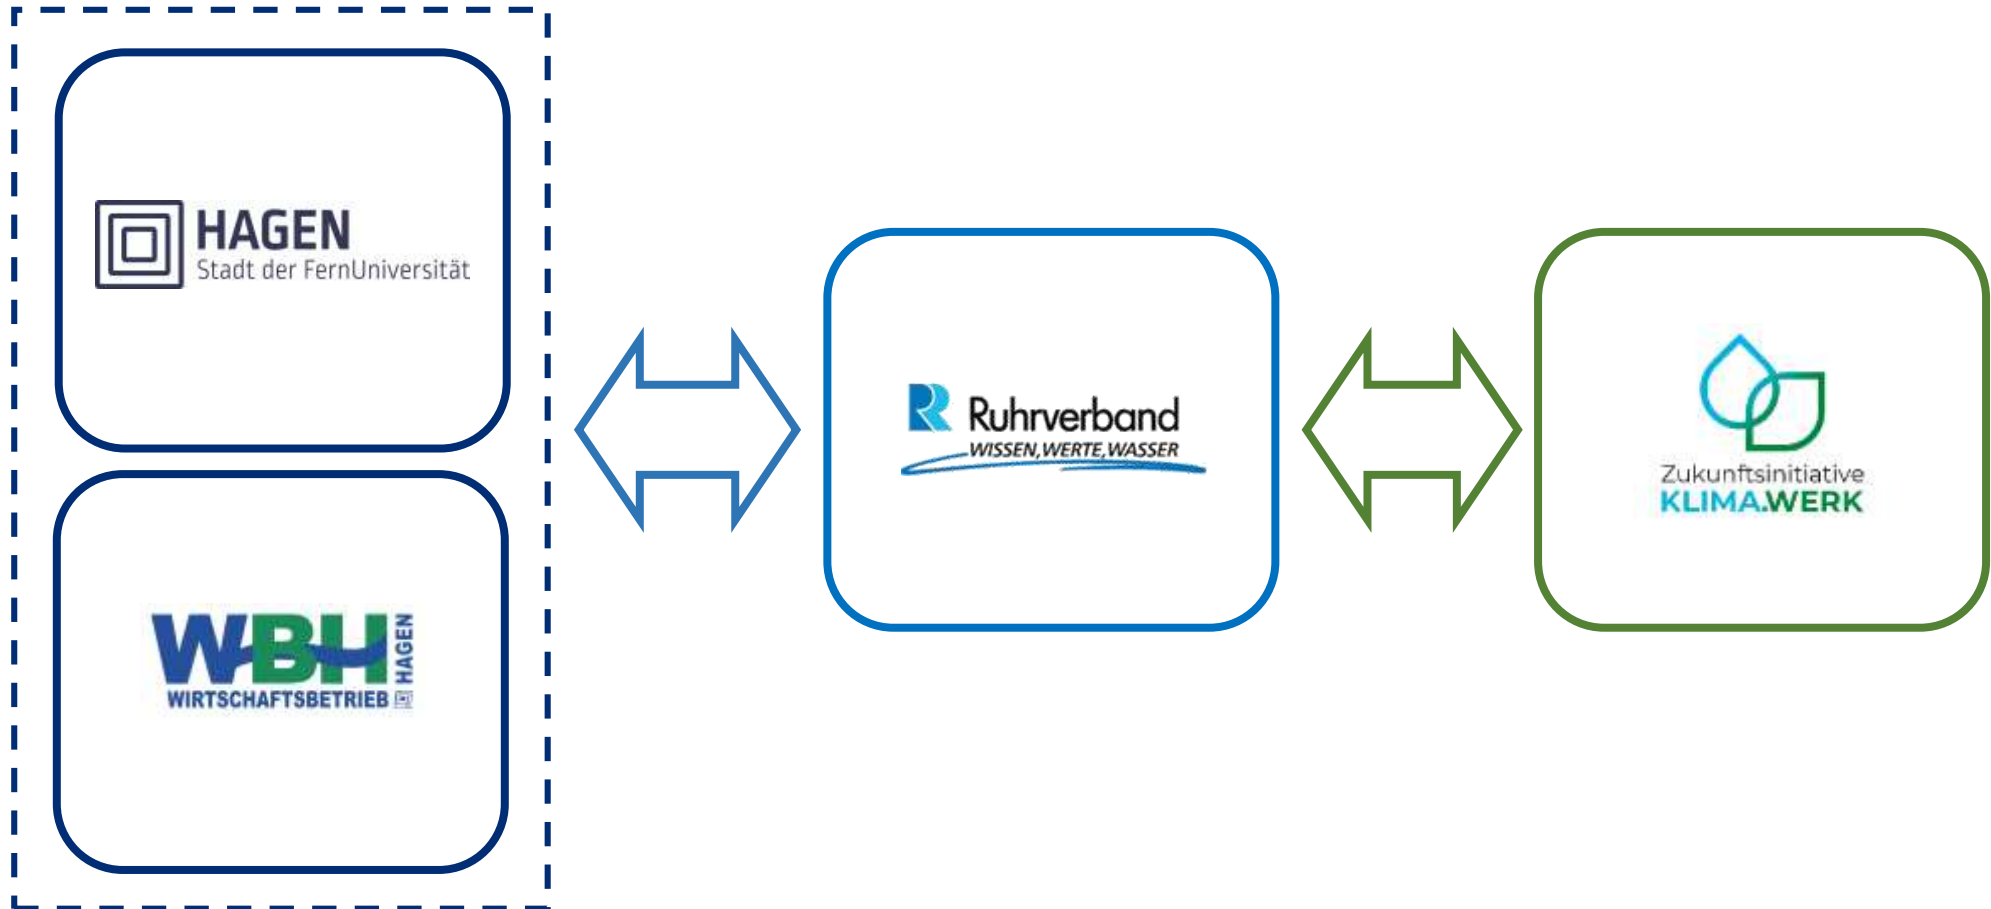 HAGEN
Stadt der FernUniversität
WBH
HAGEN
WIRTSCHAFTSBETRIEB
Ruhrverband
WISSEN, WERTE, WASSER
Zukunftsinitiative
KLIMA.WERK